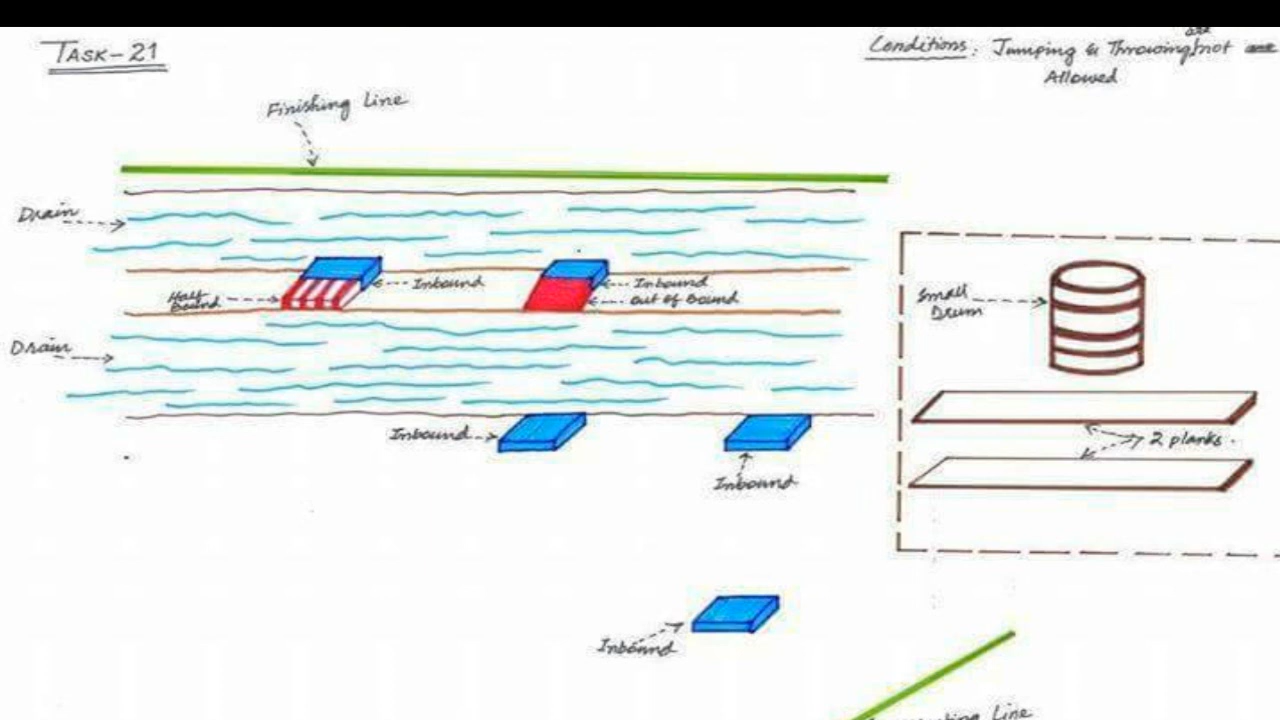 TASK-21
Conditions: Jumping & Throwing are not
Allowed
Finishing Line
Drain
Inbound
Inbound
Half
Bound
out of Bound
Small
Drum
Drain
Inbound
2 planks.
Inbound
Inbound
Line